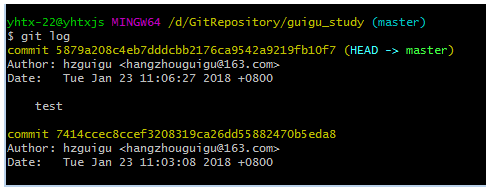 yhtx-22@yhtxjs MINGW64 /d/GitRepository/guigu_study (master)
$ git log
commit 5879a208c4eb7dddcbb2176ca9542a9219fb10f7 (HEAD -> master)
Author: hzguigu <hangzhouguigu@163.com>
Date:   Tue Jan 23 11:06:27 2018 +0800
    test
commit 7414ccec8ccef3208319ca26dd55882470b5eda8
Author: hzguigu <hangzhouguigu@163.com>
Date:   Tue Jan 23 11:03:08 2018 +0800